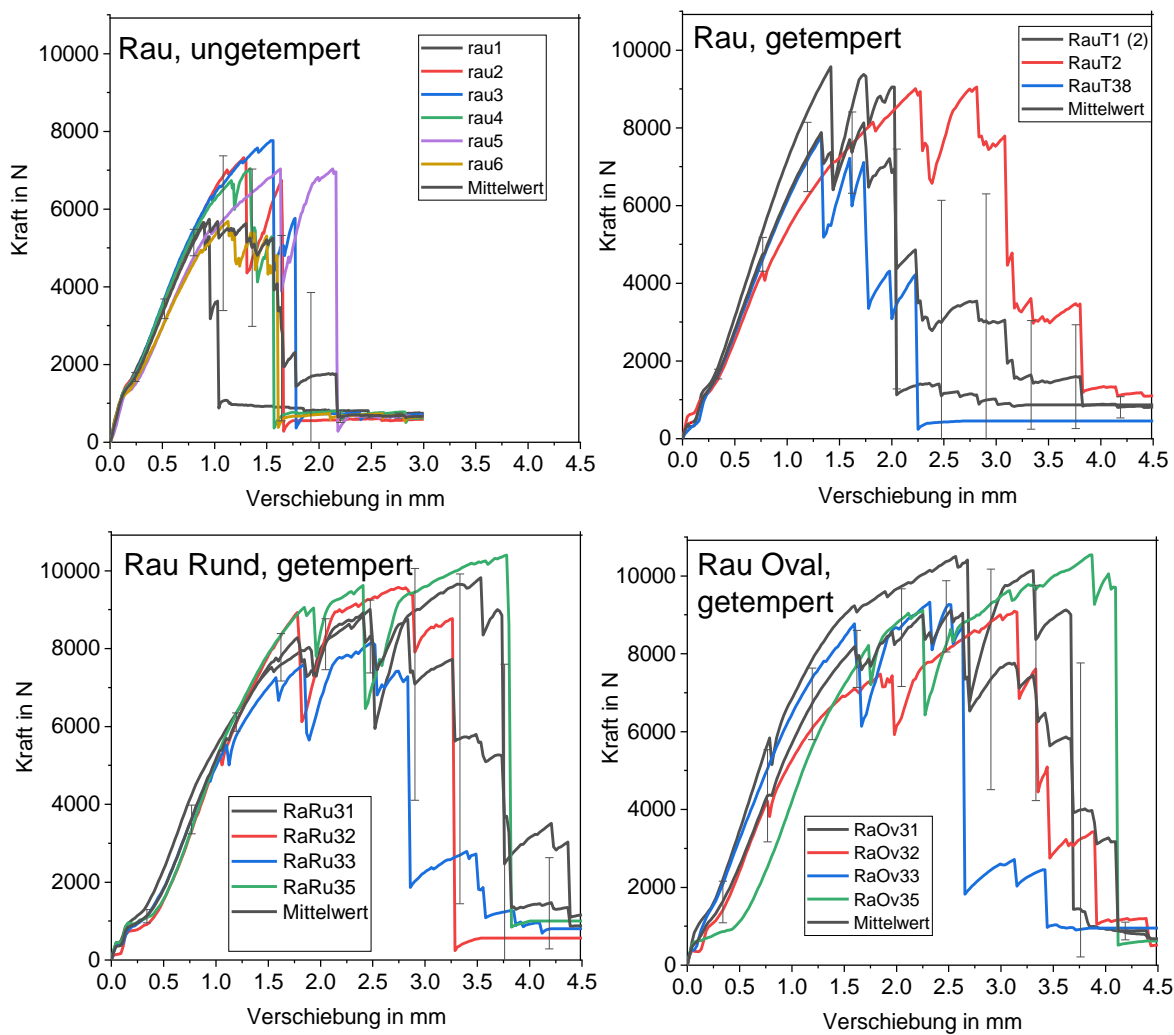 Rau, ungetempert
rau1
rau2
rau3
rau4
rau5
rau6
Mittelwert
Kraft in N
10000
8000
6000
4000
2000
0
0.0 0.5 1.0 1.5 2.0 2.5 3.0 3.5 4.0 4.5
Verschiebung in mm
Rau, getempert
RauT1 (2)
RauT2
RauT38
Mittelwert
Kraft in N
10000
8000
6000
4000
2000
0
0.0 0.5 1.0 1.5 2.0 2.5 3.0 3.5 4.0 4.5
Verschiebung in mm
Rau Rund, getempert
RaRu31
RaRu32
RaRu33
RaRu35
Mittelwert
Kraft in N
10000
8000
6000
4000
2000
0
0.0 0.5 1.0 1.5 2.0 2.5 3.0 3.5 4.0 4.5
Verschiebung in mm
Rau Oval,
getempert
RaOv31
RaOv32
RaOv33
RaOv35
Mittelwert
Kraft in N
10000
8000
6000
4000
2000
0
0.0 0.5 1.0 1.5 2.0 2.5 3.0 3.5 4.0 4.5
Verschiebung in mm